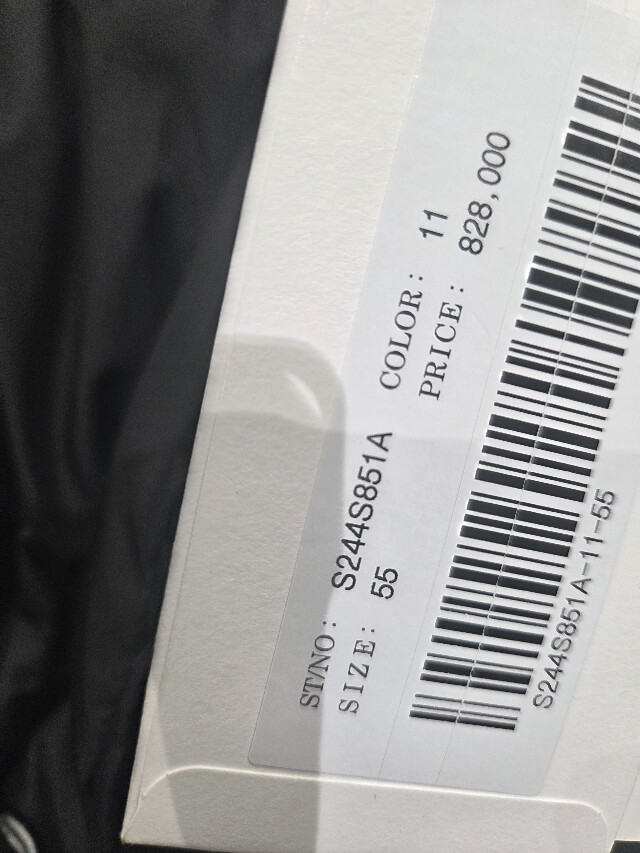 ST/NO: S244S851A COLOR: 11
SIZE: 55 PRICE: 828,000
S244S851A-11-55